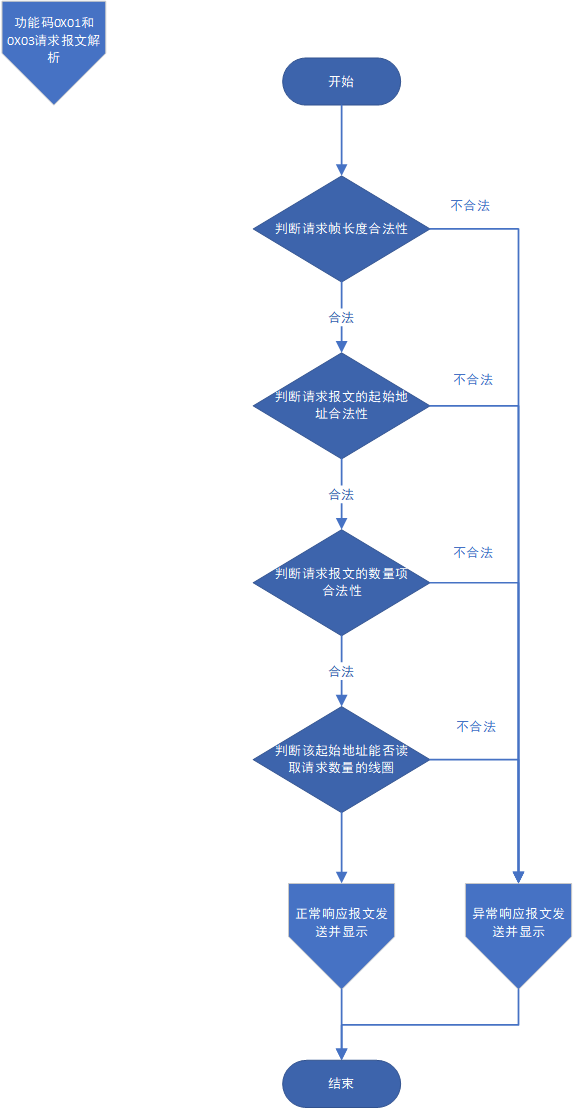 功能码0X01和
0X03请求报文解
析
开始
判断请求帧长度合法性
不合法
合法
判断请求报文的起始地
址合法性
不合法
合法
判断请求报文的数量项
合法性
不合法
合法
判断该起始地址能否读
取请求数量的线圈
不合法
正常响应报文发
送并显示
异常响应报文发
送并显示
结束